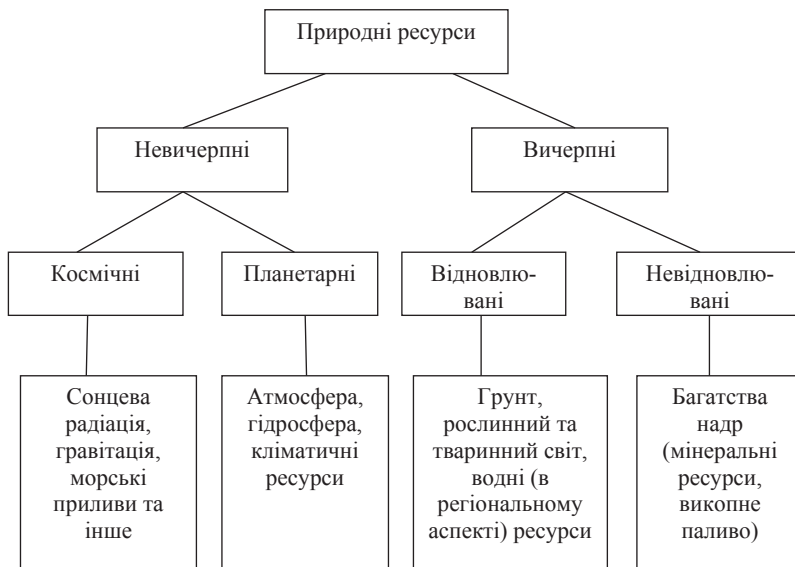 Природні ресурси
Невичерпні
Вичерпні
Космічні
Планетарні
Відновлю-
вані
Невідновлю-
вані
Сонцева
радіація,
гравітація,
морські
приливи та
інше
Атмосфера,
гідросфера,
кліматичні
ресурси
Грунт,
рослинний та
тваринний світ,
водні (в
регіональному
аспекті) ресурси
Багатства
надр
(мінеральні
ресурси,
викопне
паливо)